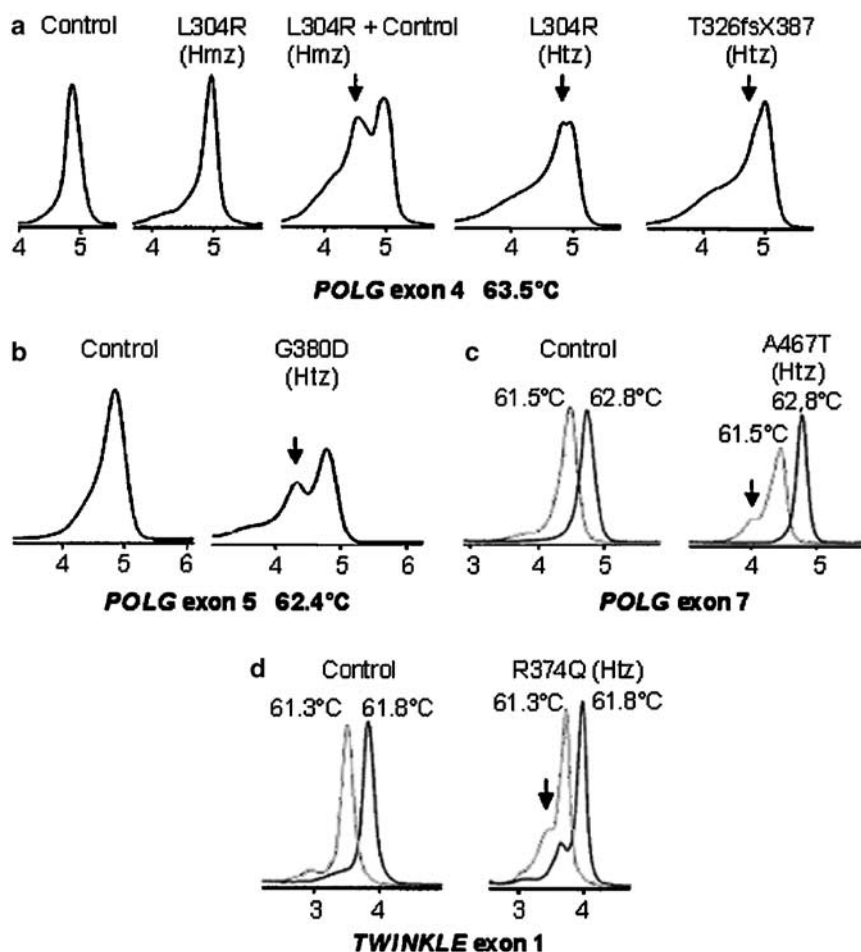 a
Control
L304R
(Hmz)
L304R + Control
(Hmz)
L304R
(Htz)
T326fsX387
(Htz)
4 5
4 5
4 5
4 5
4 5
POLG exon 4 63.5°C
b
Control
G380D
(Htz)
4 5 6
4 5 6
POLG exon 5 62.4°C
c
Control
61.5°C 62.8°C
A467T
(Htz)
62,8°C
61.5°C
3 4 5
4 5
POLG exon 7
d
Control
61.3°C 61.8°C
R374Q (Htz)
61.3°C 61.8°C
3 4
3 4
TWINKLE exon 1